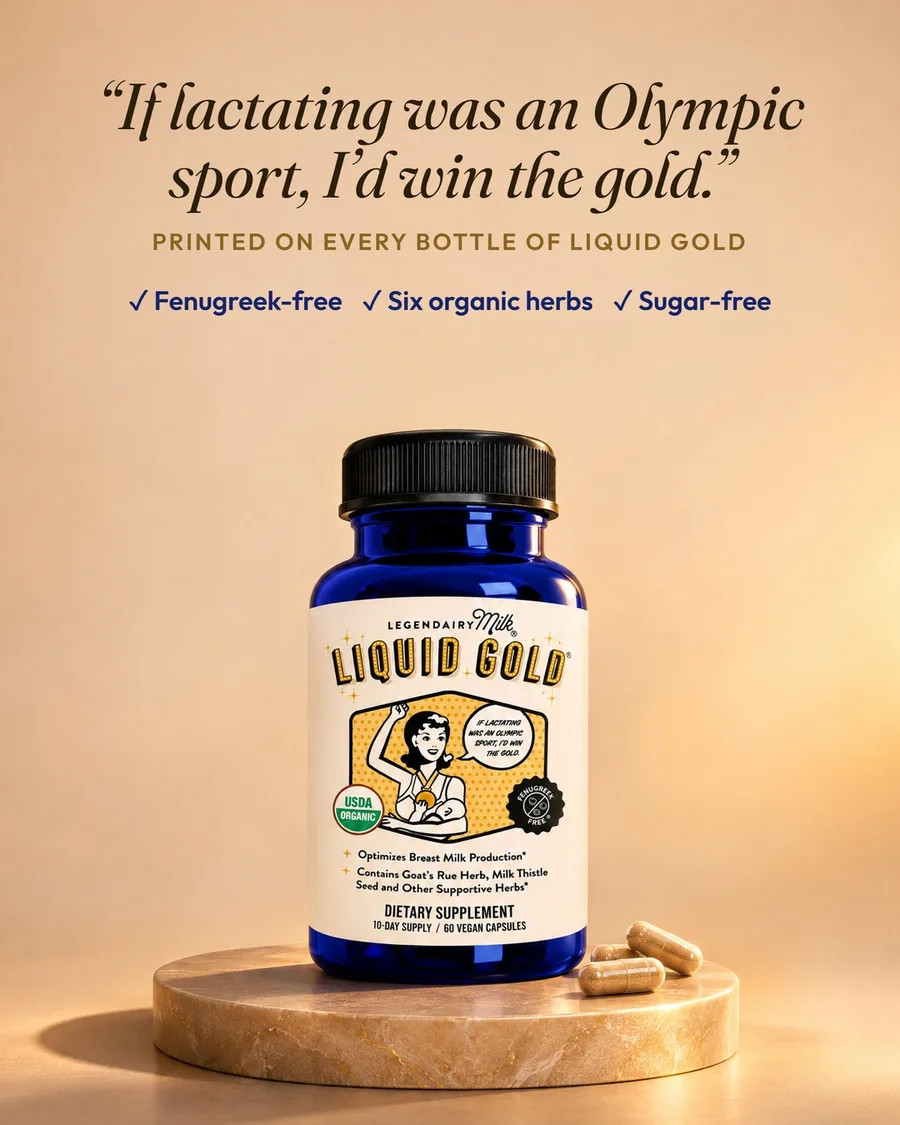 “If lactating was an Olympic
sport, I’d win the gold.”
PRINTED ON EVERY BOTTLE OF LIQUID GOLD
✓ Fenugreek-free ✓ Six organic herbs ✓ Sugar-free
LEGENDAIRY Milk®
LIQUID GOLD®
IF LACTATING
WAS AN OLYMPIC
SPORT, I'D WIN
THE GOLD.
USDA
ORGANIC
FENUGREEK
FREE
Optimizes Breast Milk Production*
Contains Goat's Rue Herb, Milk Thistle
Seed and Other Supportive Herbs*
DIETARY SUPPLEMENT
10-DAY SUPPLY / 60 VEGAN CAPSULES